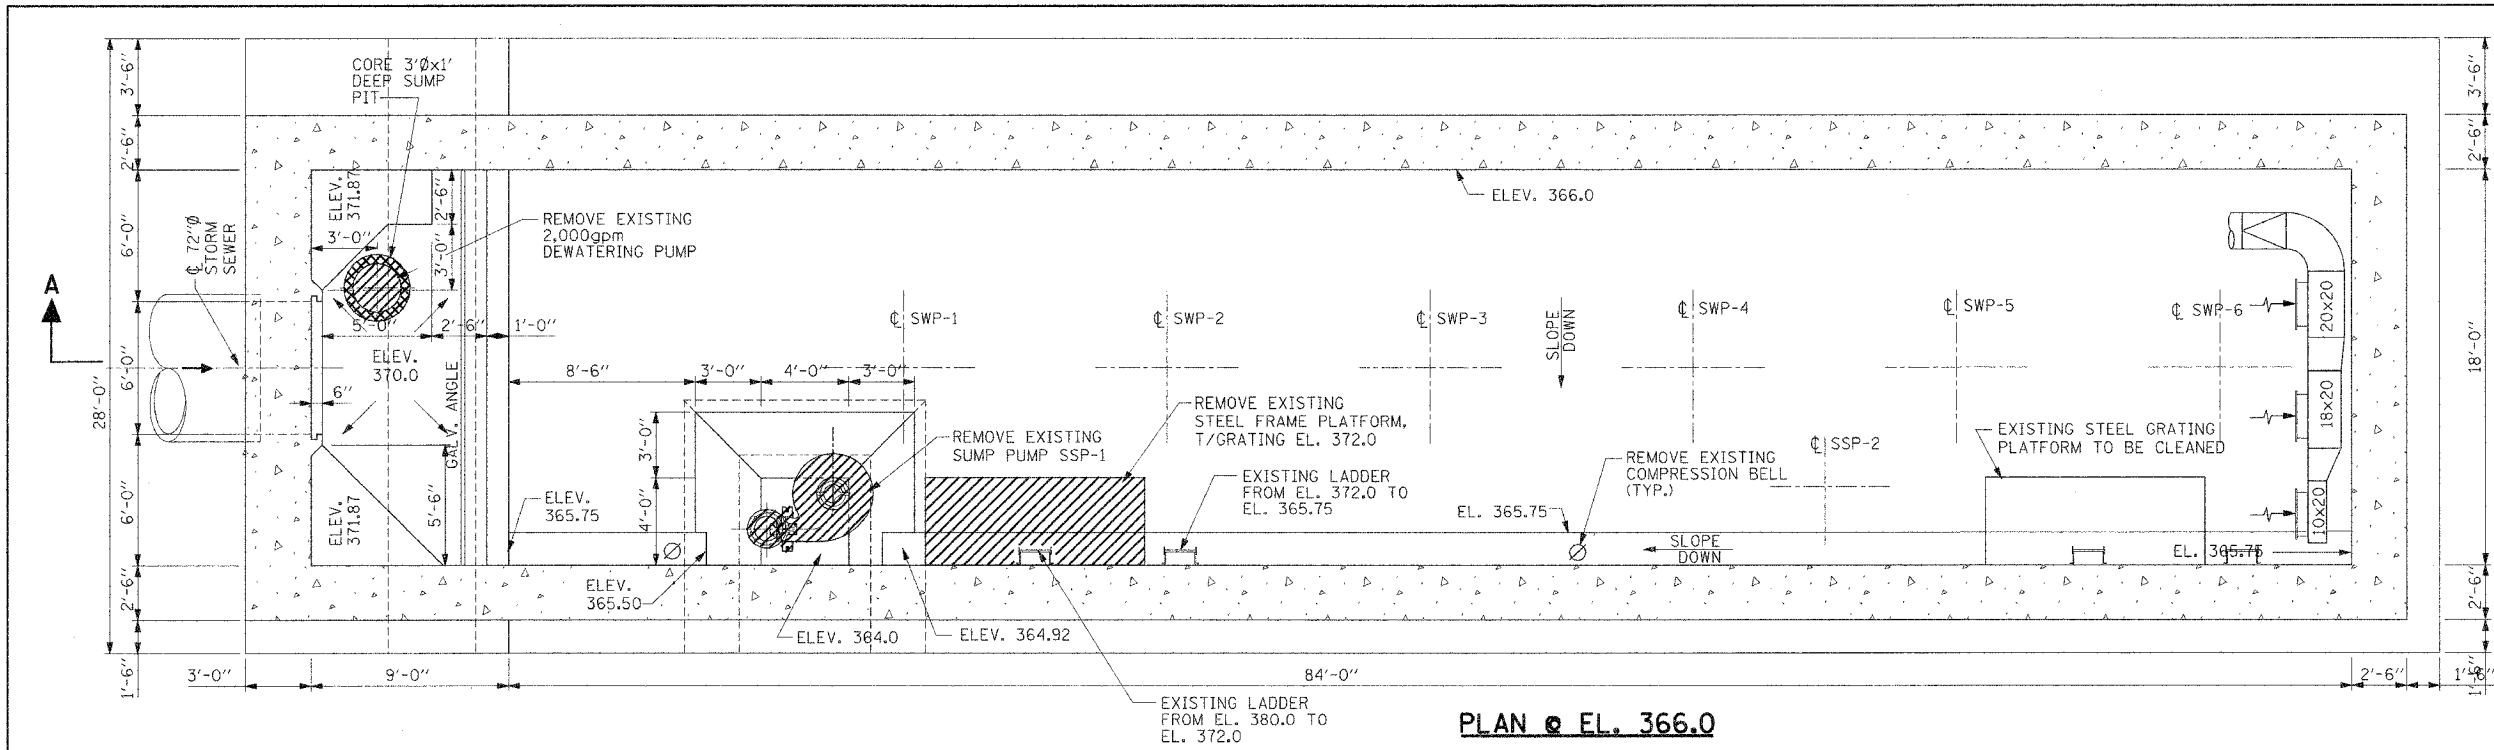 CORE 3'Øx1'
DEEP SUMP
PIT
3'-6"
2'-6"
6'-0"
6'-0"
6'-0"
2'-6"
1'-6"
28'-0"
℄ 72"Ø
STORM
SEWER
A
ELEV.
371.87
3'-0"
2'-6"
3'-0"
REMOVE EXISTING
2,000gpm
DEWATERING PUMP
5'-0"
2'-6"
1'-0"
ELEV.
370.0
6"
GALV. ANGLE
ELEV.
371.87
5'-6"
8'-6"
3'-0"
4'-0"
3'-0"
3'-0"
4'-0"
ELEV.
365.75
ELEV.
365.50
ELEV. 364.0
ELEV. 364.92
REMOVE EXISTING
SUMP PUMP SSP-1
REMOVE EXISTING
STEEL FRAME PLATFORM,
T/GRATING EL. 372.0
EXISTING LADDER
FROM EL. 372.0 TO
EL. 365.75
EXISTING LADDER
FROM EL. 380.0 TO
EL. 372.0
ELEV. 366.0
℄ SWP-1
℄ SWP-2
℄ SWP-3
SLOPE
DOWN
℄ SWP-4
℄ SWP-5
℄ SWP-6
℄ SSP-2
REMOVE EXISTING
COMPRESSION BELL
(TYP.)
EL. 365.75
SLOPE
DOWN
EXISTING STEEL GRATING
PLATFORM TO BE CLEANED
EL. 365.75
20x20
18x20
10x20
3'-6"
2'-6"
18'-0"
2'-6"
1'-6"
3'-0"
9'-0"
84'-0"
2'-6"
1'-6"
PLAN @ EL. 366.0